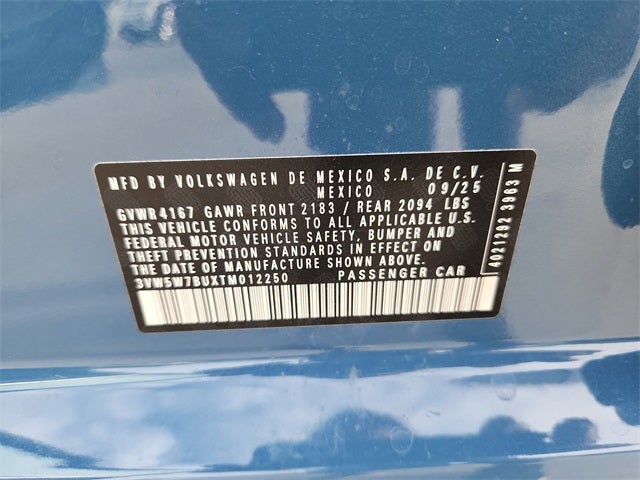 MFD BY VOLKSWAGEN DE MEXICO S.A. DE C.V.
MEXICO 09/25
GVWR4167 GAWR FRONT 2183 / REAR 2094 LBS
THIS VEHICLE CONFORMS TO ALL APPLICABLE U.S.
FEDERAL MOTOR VEHICLE SAFETY, BUMPER AND
THEFT PREVENTION STANDARDS IN EFFECT ON
THE DATE OF MANUFACTURE SHOWN ABOVE.
3VW5W7BUXTM012250 PASSENGER CAR
4021292 3963 M